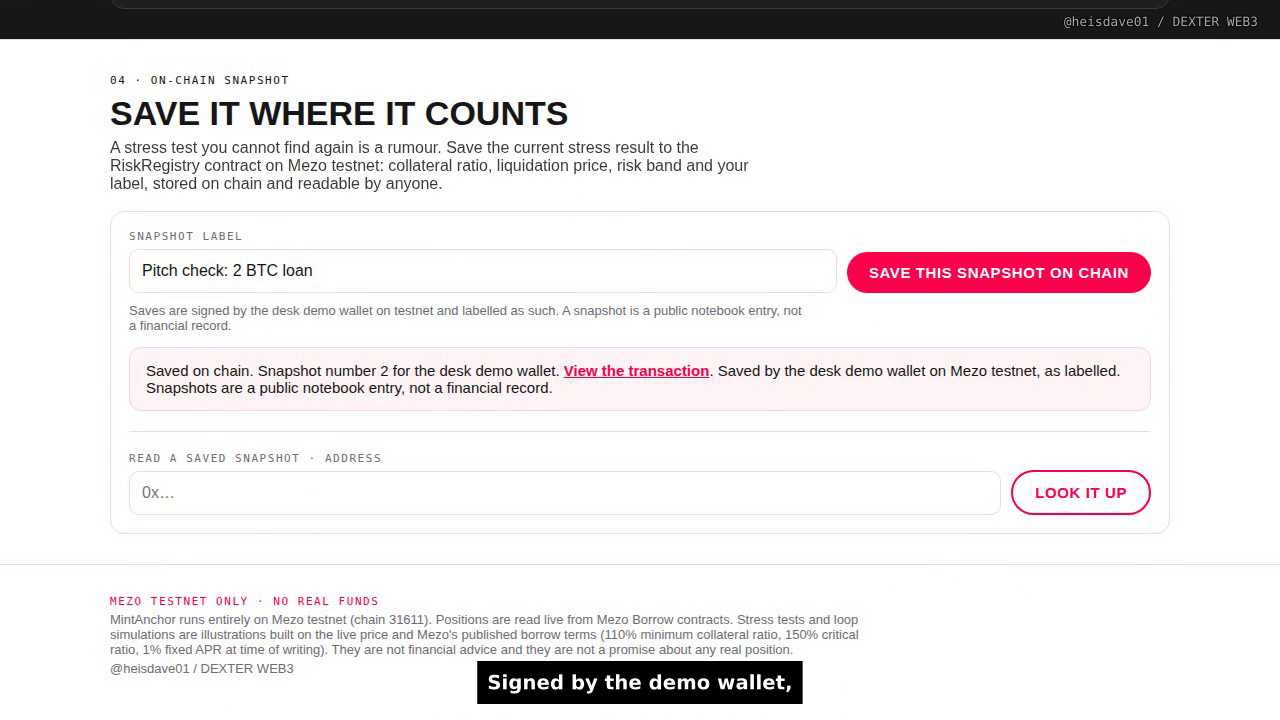 @heisdave01 / DEXTER WEB3
04 · ON-CHAIN SNAPSHOT
SAVE IT WHERE IT COUNTS
A stress test you cannot find again is a rumour. Save the current stress result to the
RiskRegistry contract on Mezo testnet: collateral ratio, liquidation price, risk band and your
label, stored on chain and readable by anyone.
SNAPSHOT LABEL
Pitch check: 2 BTC loan
SAVE THIS SNAPSHOT ON CHAIN
Saves are signed by the desk demo wallet on testnet and labelled as such. A snapshot is a public notebook entry, not
a financial record.
Saved on chain. Snapshot number 2 for the desk demo wallet. View the transaction. Saved by the desk demo wallet on Mezo testnet, as labelled.
Snapshots are a public notebook entry, not a financial record.
READ A SAVED SNAPSHOT · ADDRESS
0x…
LOOK IT UP
MEZO TESTNET ONLY · NO REAL FUNDS
MintAnchor runs entirely on Mezo testnet (chain 31611). Positions are read live from Mezo Borrow contracts. Stress tests and loop
simulations are illustrations built on the live price and Mezo's published borrow terms (110% minimum collateral ratio, 150% critical
ratio, 1% fixed APR at time of writing). They are not financial advice and they are not a promise about any real position.
@heisdave01 / DEXTER WEB3
Signed by the demo wallet,